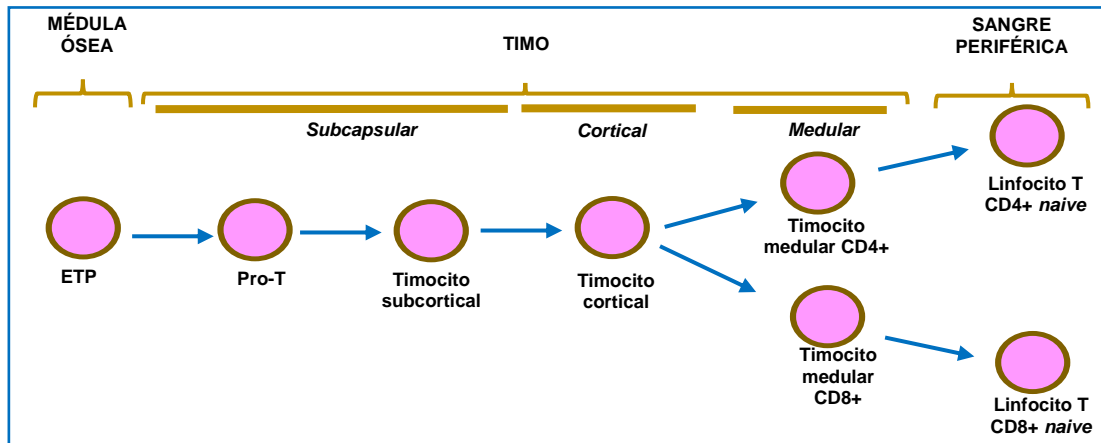 MÉDULA
ÓSEA
TIMO
SANGRE
PERIFÉRICA
Subcapsular
Cortical
Medular
ETP
Pro-T
Timocito
subcortical
Timocito
cortical
Timocito
medular CD4+
Linfocito T
CD4+ naive
Timocito
medular
CD8+
Linfocito T
CD8+ naive